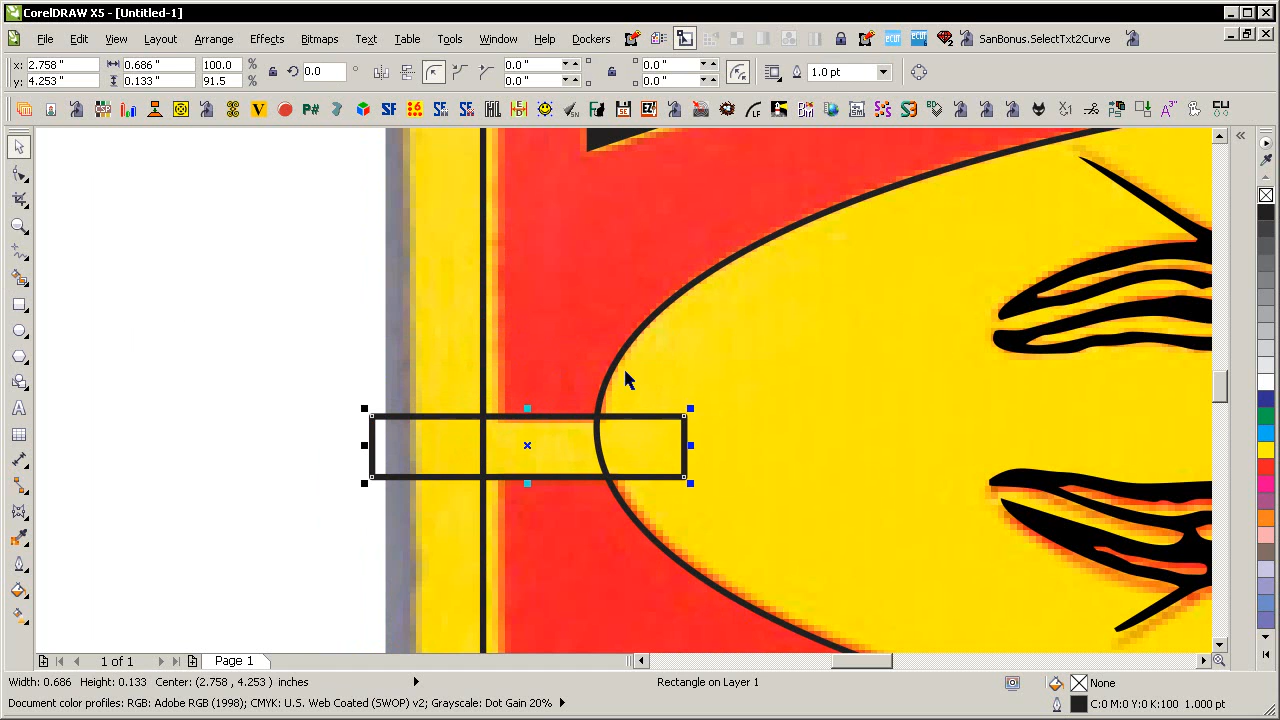 CorelDRAW X5 - [Untitled-1]
File Edit View Layout Arrange Effects Bitmaps Text Table Tools Window Help Dockers SanBonus.SelectTxt2Curve
x: 2.758 " 0.686 " 100.0 % 0.0 ° 0.0 " 0.0 " 1.0 pt
y: 4.253 " 0.133 " 91.5 % 0.0 " 0.0 "
1 of 1 Page 1
Width: 0.686 Height: 0.133 Center: (2.758 , 4.253 ) inches Rectangle on Layer 1 None
Document color profiles: RGB: Adobe RGB (1998); CMYK: U.S. Web Coated (SWOP) v2; Grayscale: Dot Gain 20% C:0 M:0 Y:0 K:100 1.000 pt